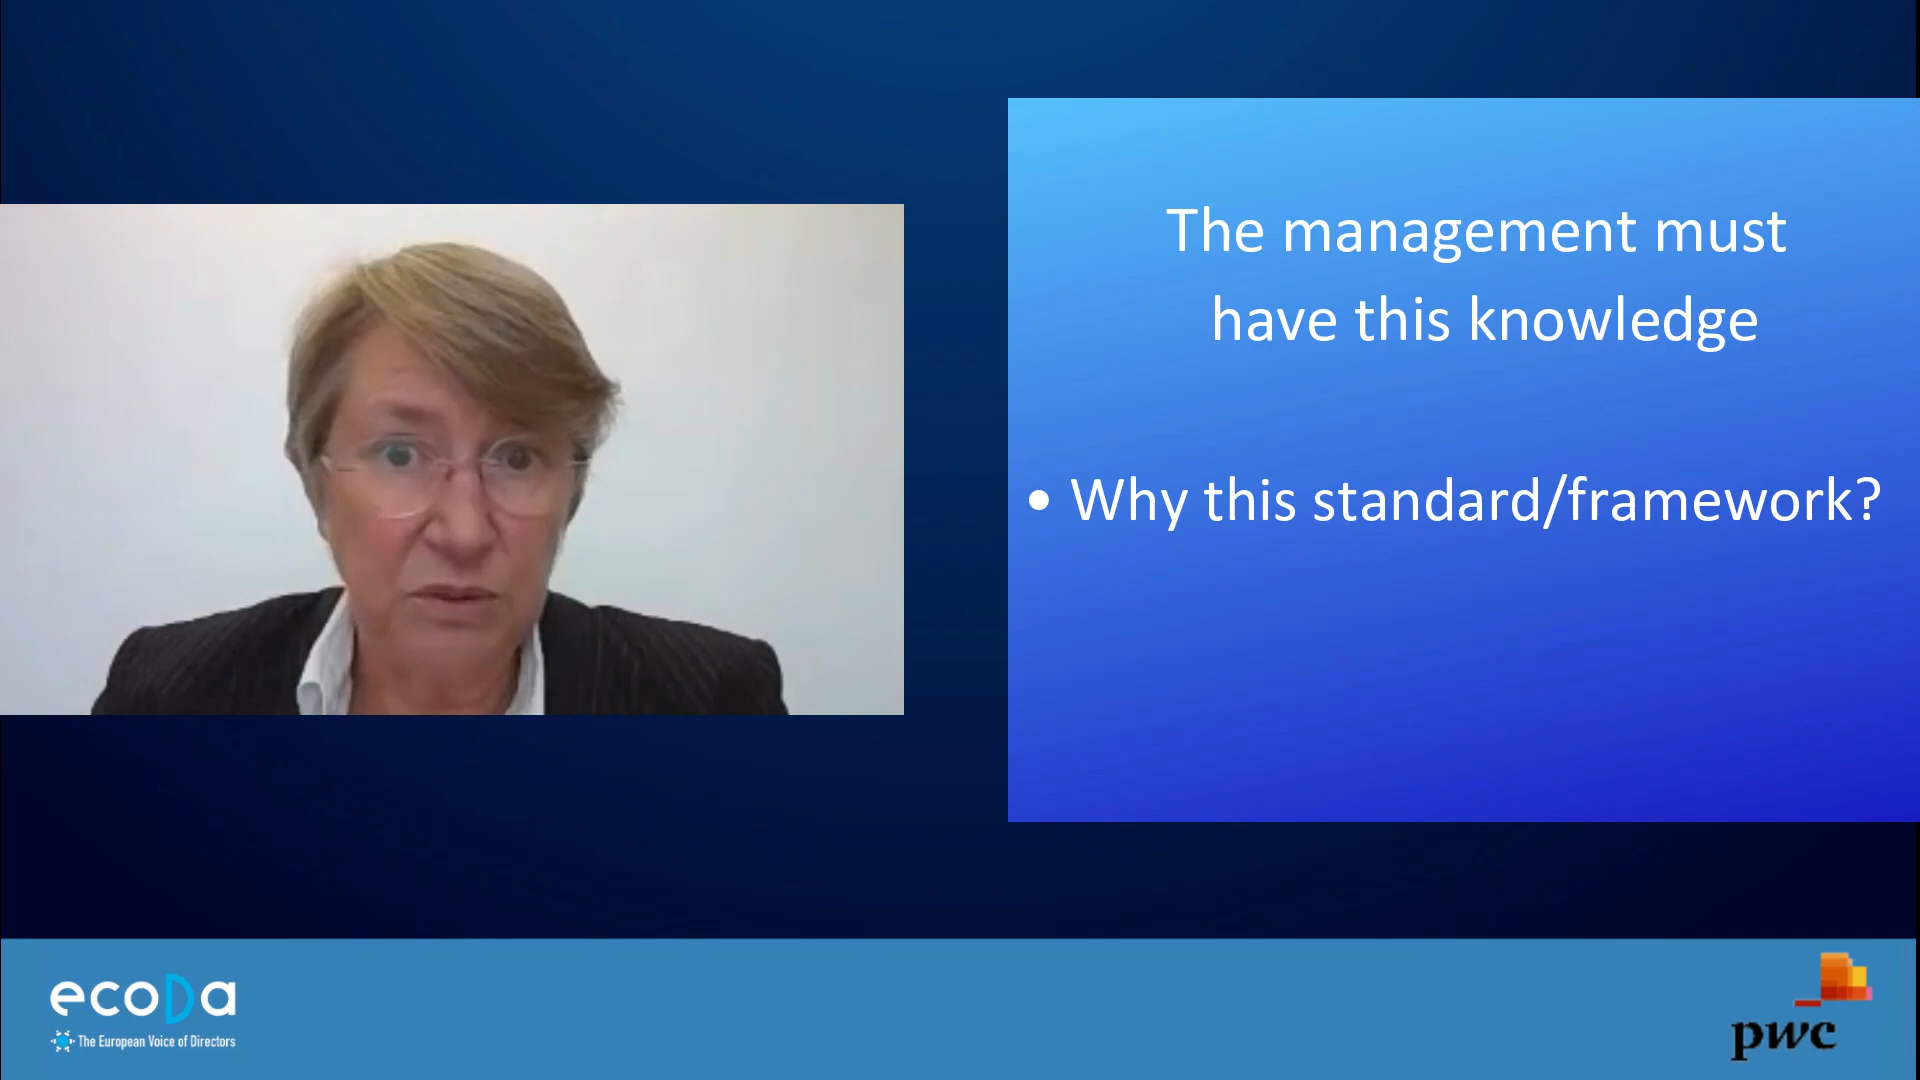 The management must
have this knowledge
• Why this standard/framework?
ecoDa
The European Voice of Directors
pwc